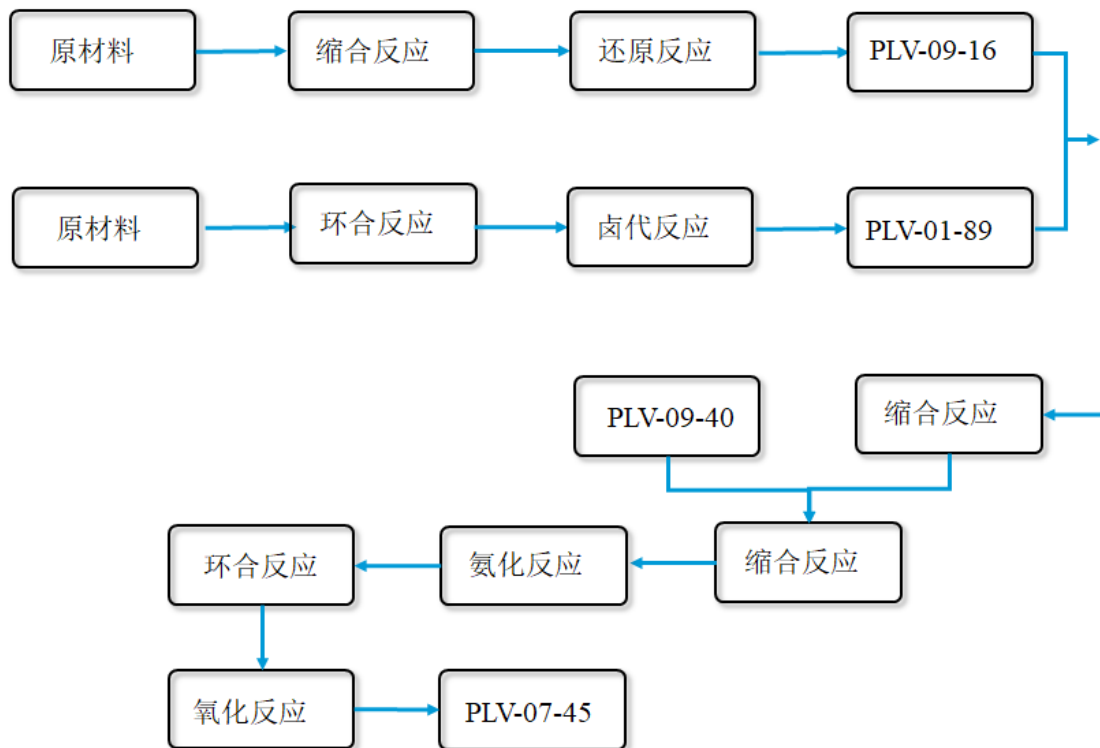 原材料
缩合反应
还原反应
PLV-09-16
原材料
环合反应
卤代反应
PLV-01-89
PLV-09-40
缩合反应
环合反应
氨化反应
缩合反应
氧化反应
PLV-07-45